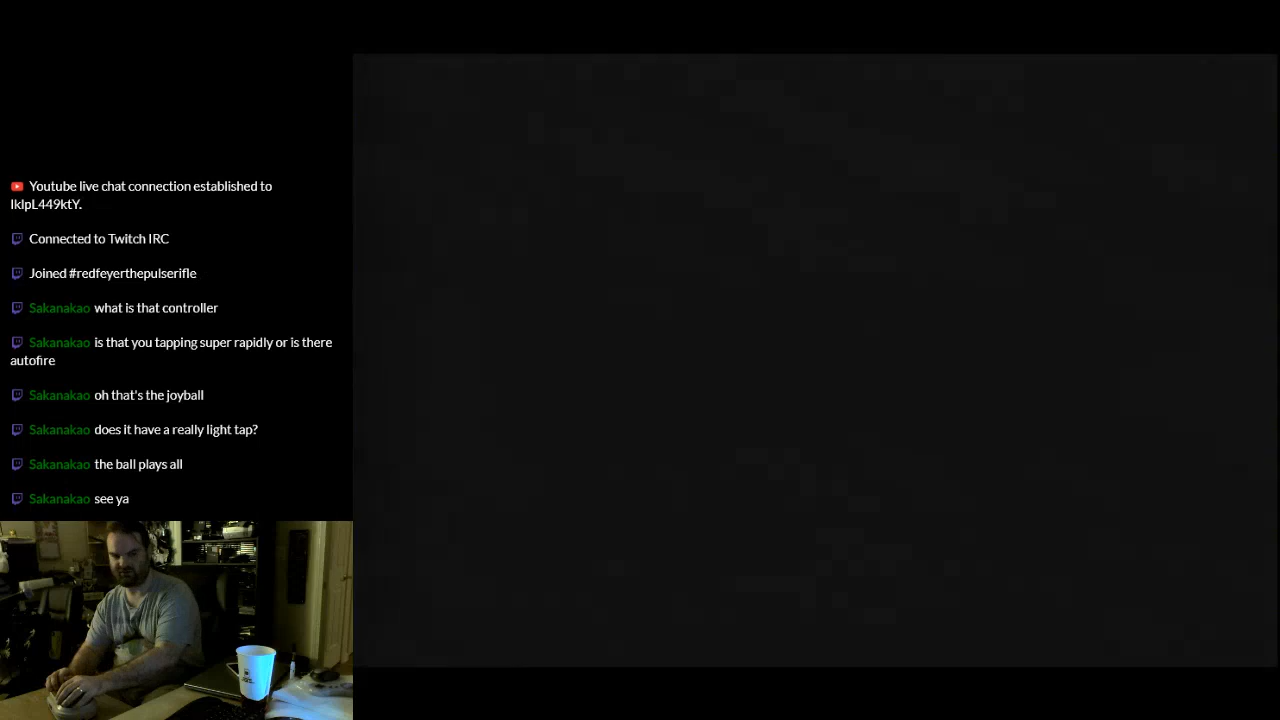 Youtube live chat connection established to
lklpL449ktY.
Connected to Twitch IRC
Joined #redfeyerthepulserifle
Sakanakao what is that controller
Sakanakao is that you tapping super rapidly or is there
autofire
Sakanakao oh that's the joyball
Sakanakao does it have a really light tap?
Sakanakao the ball plays all
Sakanakao see ya